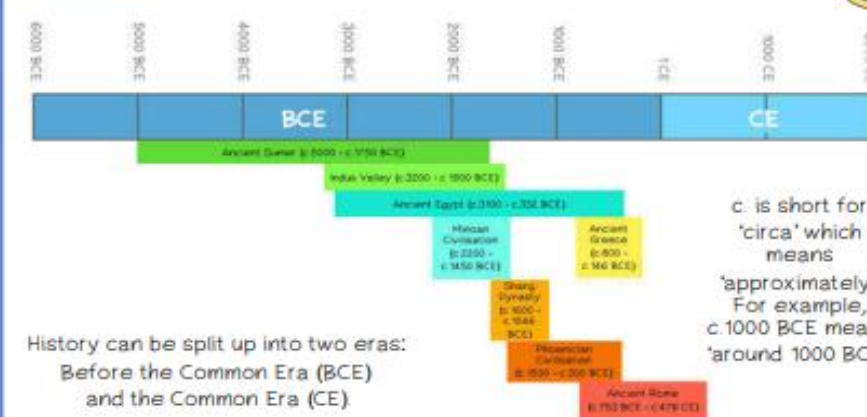 6000 BCE
5000 BCE
4000 BCE
3000 BCE
2000 BCE
1000 BCE
1 CE
1000 CE
BCE
CE
Ancient Sumer (c.5000 - c.1750 BCE)
Indus Valley (c. - c. 1900 BCE)
Ancient Egypt (c.3100 - c.332 BCE)
Minoan
Civilisation
(c. - 
c. 1450 BCE)
Ancient
Greece
(c.800 -
c. 146 BCE)
Shang
Dynasty
(c. 1600 -
c. 1046
BCE)
Phoenician
Civilisation
(c. 1500 - c. BCE)
Ancient Rome
(c.753 BCE - c.476 CE)
c. is short for
'circa' which
means
'approximately
For example,
c.1000 BCE mea
'around 1000 BC
History can be split up into two eras:
Before the Common Era (BCE)
and the Common Era (CE)